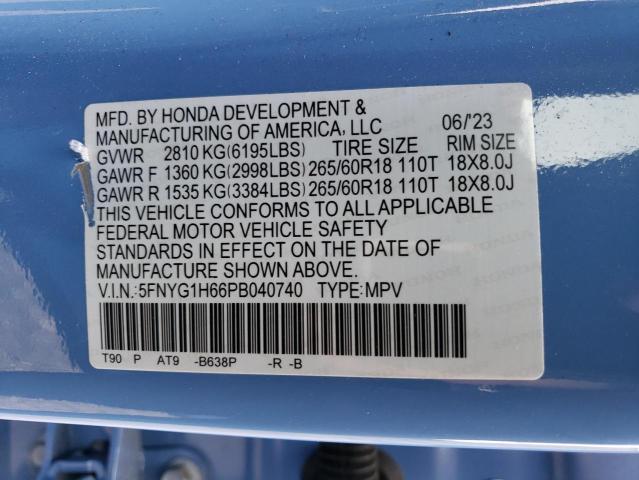 MFD. BY HONDA DEVELOPMENT &
MANUFACTURING OF AMERICA, LLC 06/'23
GVWR 2810 KG(6195LBS) TIRE SIZE RIM SIZE
GAWR F 1360 KG(2998LBS) 265/60R18 110T 18X8.0J
GAWR R 1535 KG(3384LBS) 265/60R18 110T 18X8.0J
THIS VEHICLE CONFORMS TO ALL APPLICABLE
FEDERAL MOTOR VEHICLE SAFETY
STANDARDS IN EFFECT ON THE DATE OF
MANUFACTURE SHOWN ABOVE.
V.I.N.:5FNYG1H66PB040740 TYPE:MPV
T90 P AT9 -B638P -R -B